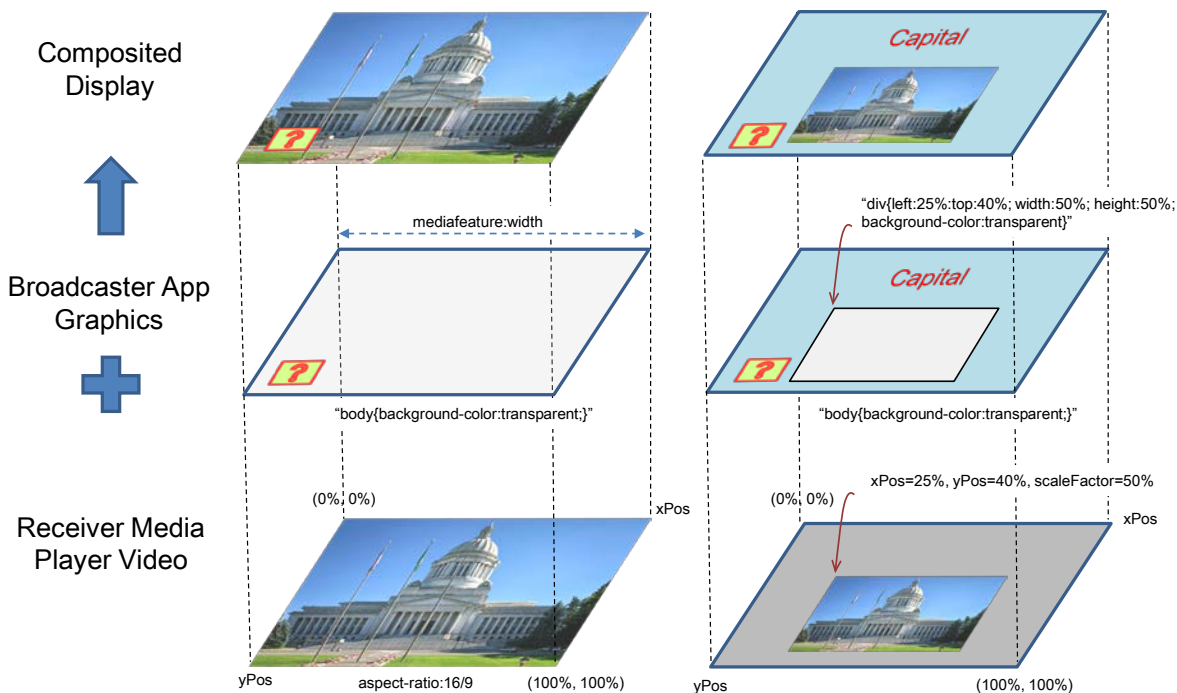 Composited
Display
Capital
?
?
"div{left:25%:top:40%; width:50%; height:50%;
background-color:transparent}"
mediafeature:width
Broadcaster App
Graphics
Capital
?
?
"body{background-color:transparent;}"
"body{background-color:transparent;}"
xPos=25%, yPos=40%, scaleFactor=50%
(0%, 0%)
(0%, 0%)
xPos
xPos
Receiver Media
Player Video
yPos
aspect-ratio:16/9
(100%, 100%)
yPos
(100%, 100%)